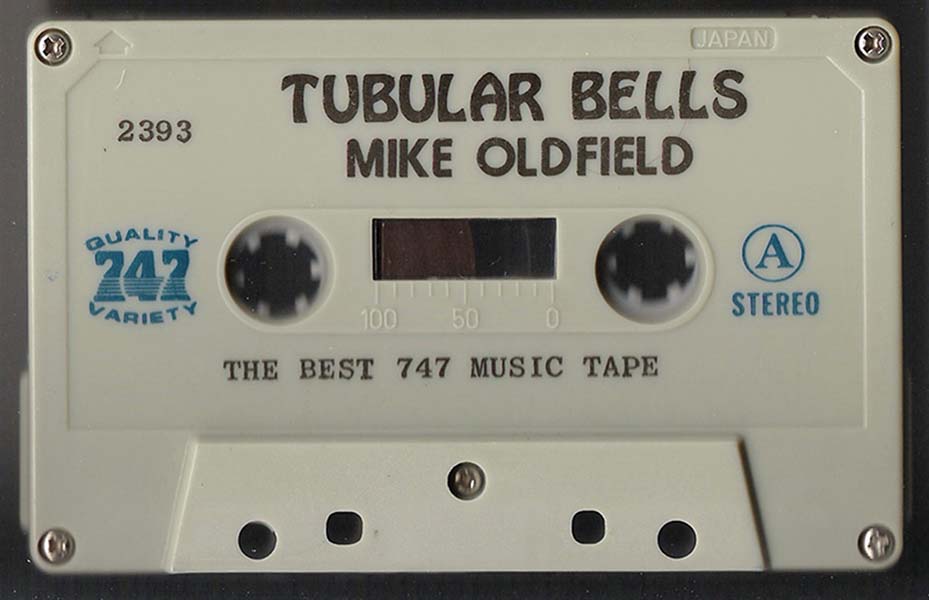 JAPAN
TUBULAR BELLS
2393
MIKE OLDFIELD
QUALITY
747
VARIETY
A
STEREO
100 50 0
THE BEST 747 MUSIC TAPE